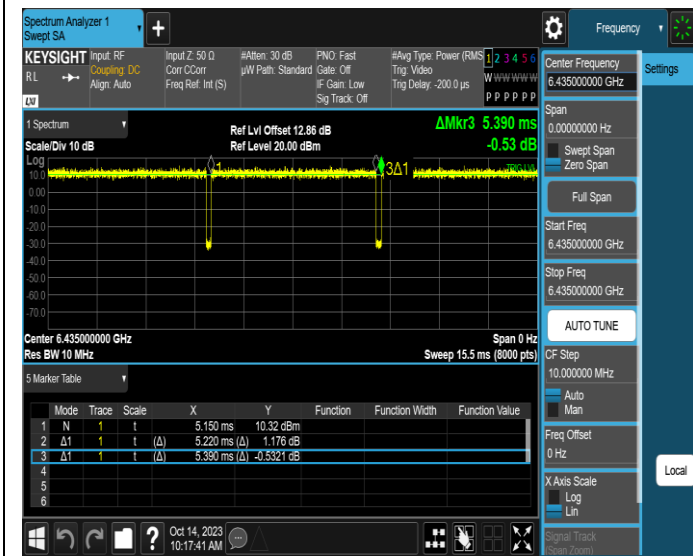 Spectrum Analyzer 1
Swept SA
+
Frequency
KEYSIGHT
RL
LXI
Input: RF
Coupling: DC
Align: Auto
Input Z: 50 Ω
Corr CCorr
Freq Ref: Int (S)
#Atten: 30 dB
µW Path: Standard
PNO: Fast
Gate: Off
IF Gain: Low
Sig Track: Off
#Avg Type: Power (RMS
Trig: Video
Trig Delay: -200.0 µs
1 2 3 4 5 6
W W W W W W
P P P P P P
1 Spectrum
Scale/Div 10 dB
Ref Lvl Offset 12.86 dB
Ref Level 20.00 dBm
ΔMkr3 5.390 ms
-0.53 dB
Log
10.0
0.00
-10.0
-20.0
-30.0
-40.0
-50.0
-60.0
-70.0
1
3Δ1
TRIG LVL
Center 6.435000000 GHz
Res BW 10 MHz
Span 0 Hz
Sweep 15.5 ms (8000 pts)
5 Marker Table
Mode Trace Scale X Y Function Function Width Function Value
1 N 1 t 5.150 ms 10.32 dBm
2 Δ1 1 t (Δ) 5.220 ms (Δ) 1.176 dB
3 Δ1 1 t (Δ) 5.390 ms (Δ) -0.5321 dB
4
5
6
Oct 14, 2023
10:17:41 AM
?
Center Frequency
6.435000000 GHz
Span
0.00000000 Hz
Swept Span
Zero Span
Full Span
Start Freq
6.435000000 GHz
Stop Freq
6.435000000 GHz
AUTO TUNE
CF Step
10.000000 MHz
Auto
Man
Freq Offset
0 Hz
X Axis Scale
Log
Lin
Signal Track
(Span Zoom)
Settings
Local